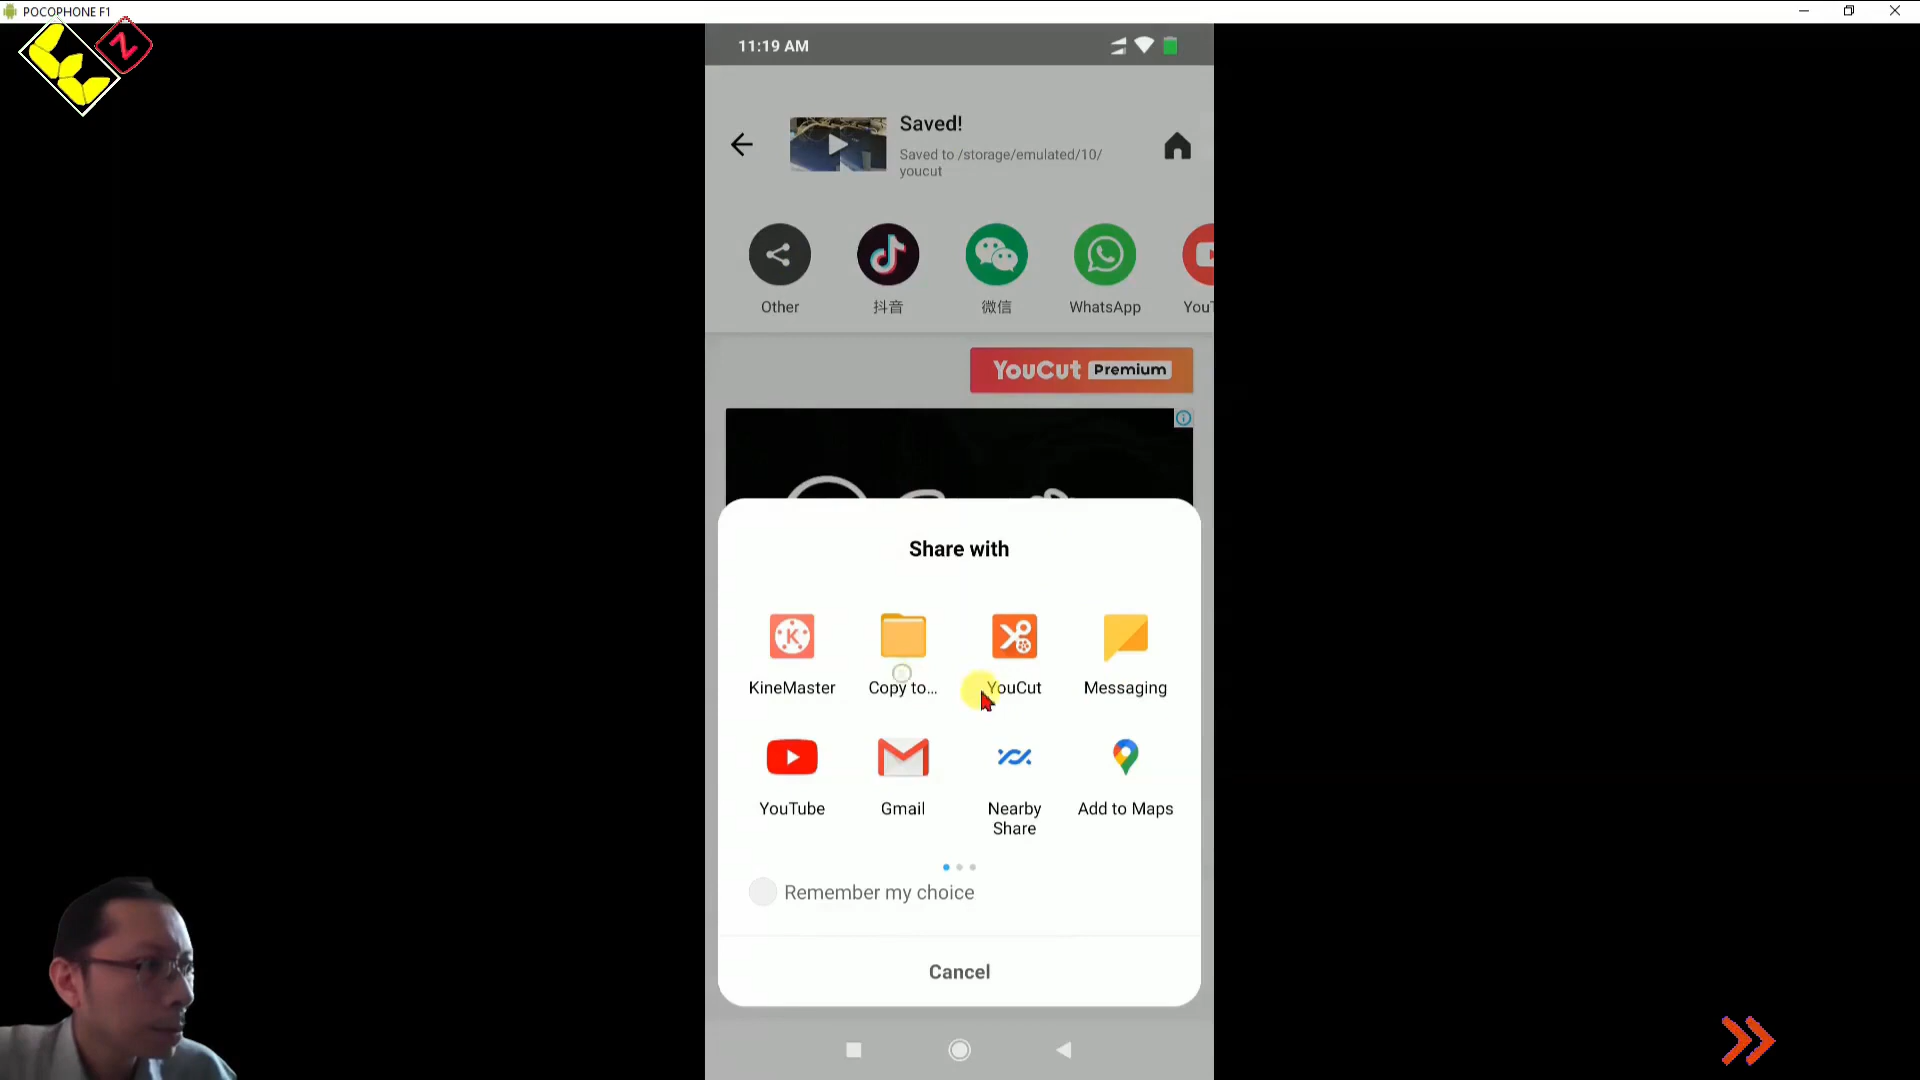 POCOPHONE F1
Z
11:19 AM
Saved!
Saved to /storage/emulated/10/
youcut
Other
抖音
微信
WhatsApp
YouT
YouCut Premium
Share with
K
KineMaster
Copy to...
YouCut
Messaging
YouTube
Gmail
Nearby
Share
Add to Maps
Remember my choice
Cancel